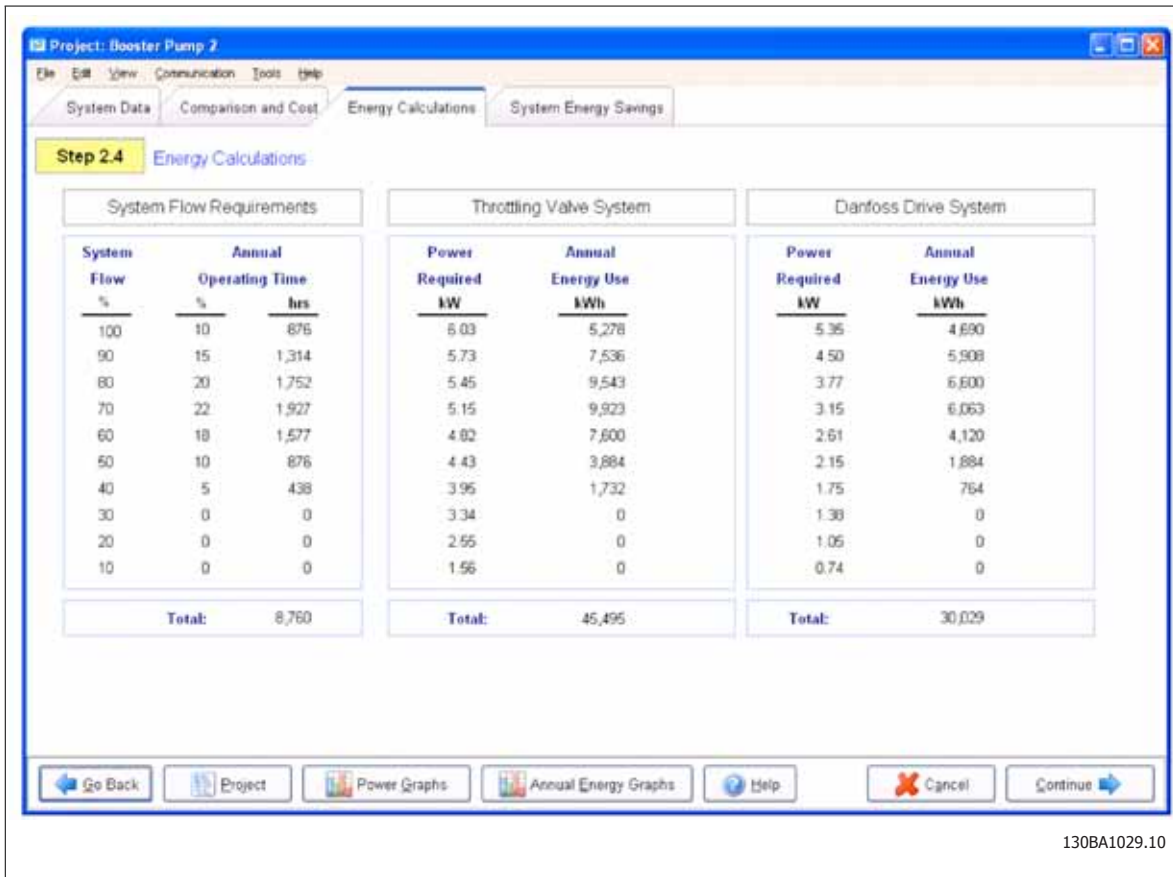 Project: Booster Pump 2
File Edit View Communication Tools Help
System Data Comparison and Cost Energy Calculations System Energy Savings
Step 2.4 Energy Calculations
System Flow Requirements Throttling Valve System Danfoss Drive System
System Annual Power Annual Power Annual
Flow Operating Time Required Energy Use Required Energy Use
% % hrs kW kWh kW kWh
100 10 876 6.03 5,278 5.35 4,690
90 15 1,314 5.73 7,536 4.50 5,908
80 20 1,752 5.45 9,543 3.77 6,600
70 22 1,927 5.15 9,923 3.15 6,063
60 18 1,577 4.82 7,600 2.61 4,120
50 10 876 4.43 3,884 2.15 1,884
40 5 438 3.95 1,732 1.75 764
30 0 0 3.34 0 1.38 0
20 0 0 2.55 0 1.05 0
10 0 0 1.56 0 0.74 0
Total: 8,760 Total: 45,495 Total: 30,029
Go Back Project Power Graphs Annual Energy Graphs Help Cancel Continue
130BA1029.10